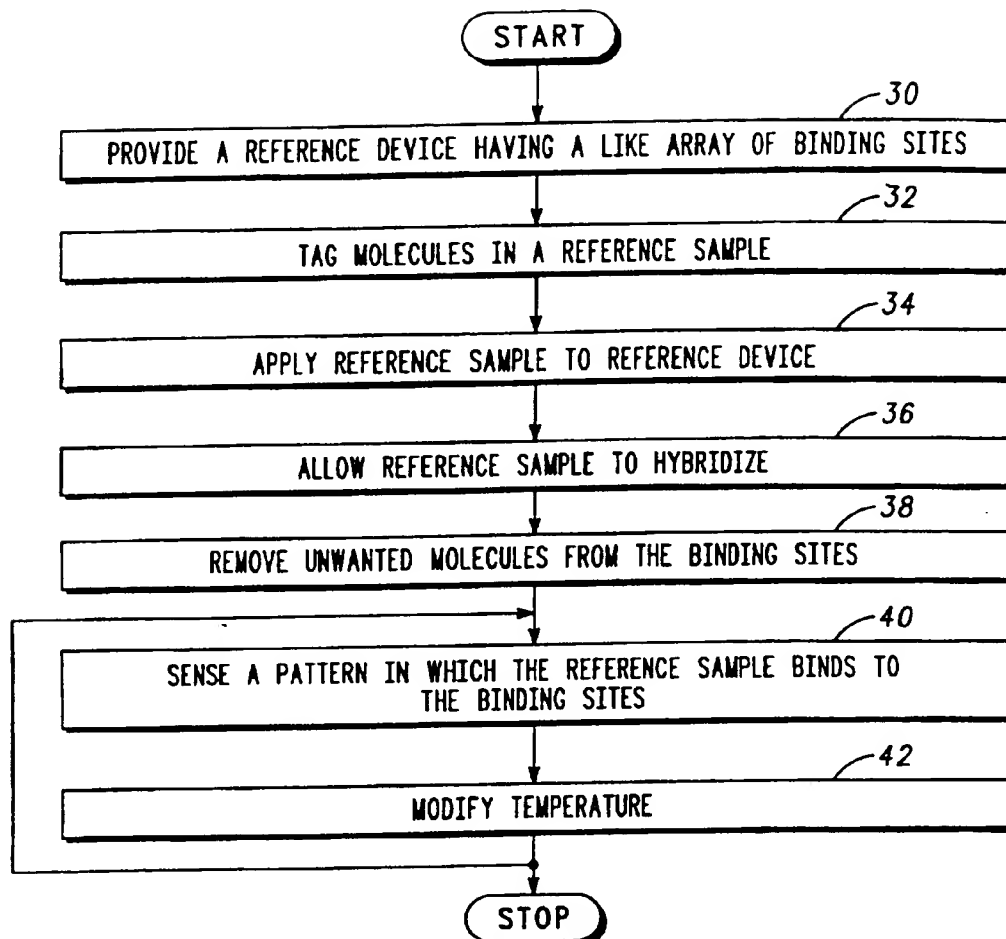 START
30
PROVIDE A REFERENCE DEVICE HAVING A LIKE ARRAY OF BINDING SITES
32
TAG MOLECULES IN A REFERENCE SAMPLE
34
APPLY REFERENCE SAMPLE TO REFERENCE DEVICE
36
ALLOW REFERENCE SAMPLE TO HYBRIDIZE
38
REMOVE UNWANTED MOLECULES FROM THE BINDING SITES
40
SENSE A PATTERN IN WHICH THE REFERENCE SAMPLE BINDS TO
THE BINDING SITES
42
MODIFY TEMPERATURE
STOP